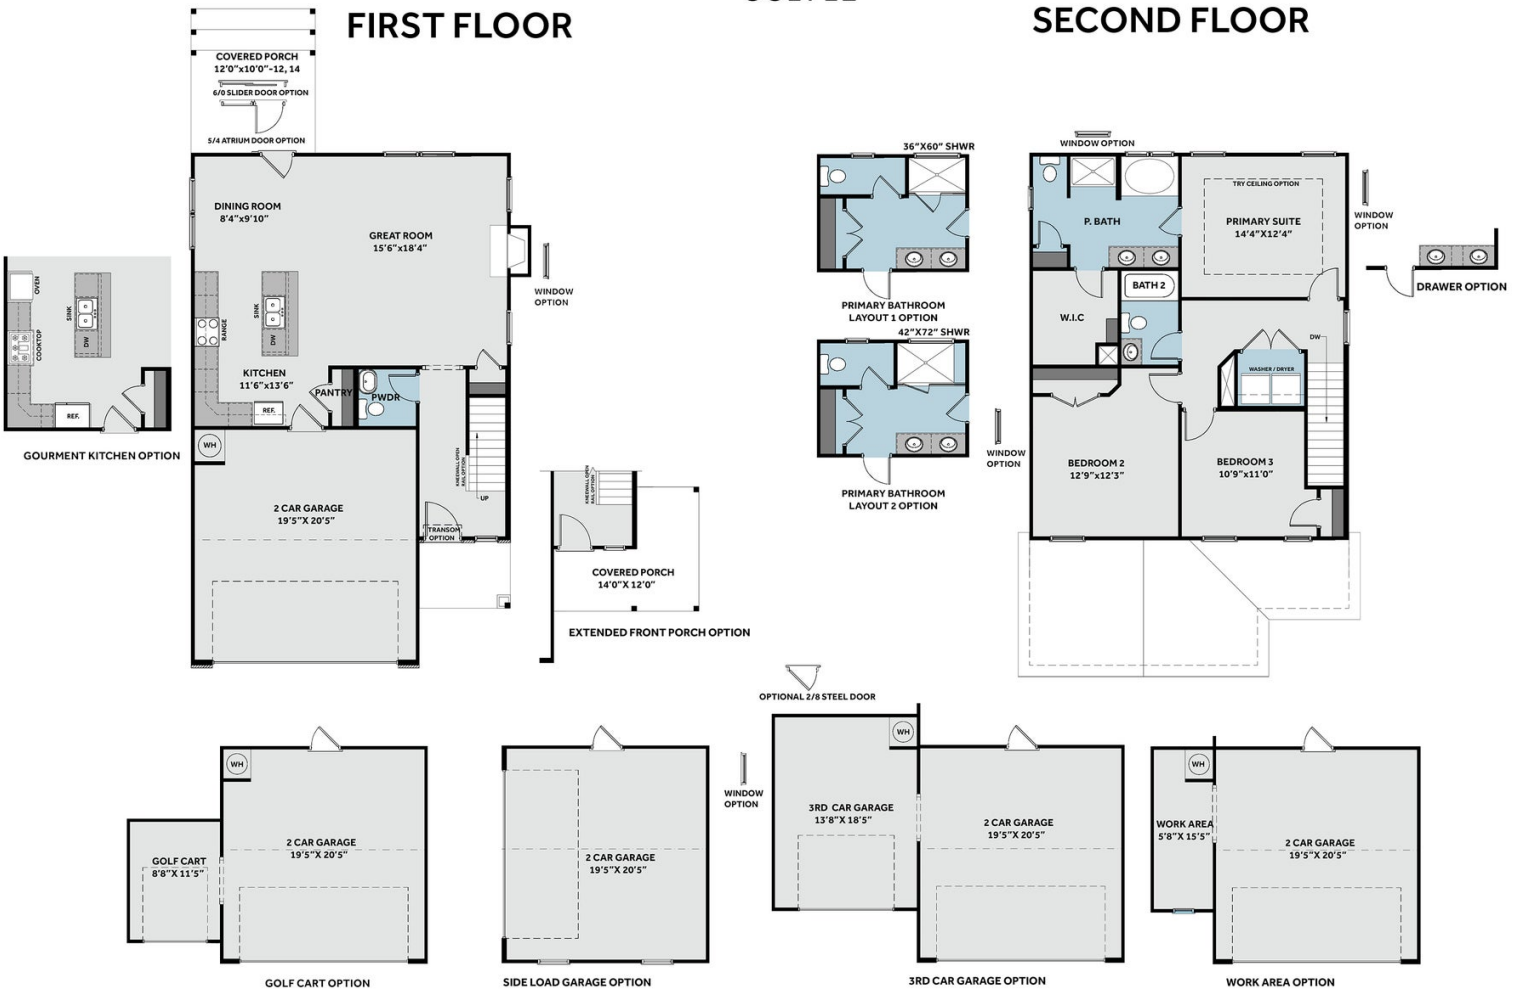 FIRST FLOOR
SECOND FLOOR
COVERED PORCH
12'0"x10'0"-12, 14
6/0 SLIDER DOOR OPTION
5/4 ATRIUM DOOR OPTION
DINING ROOM
8'4"x9'10"
GREAT ROOM
15'6"x18'4"
WINDOW
OPTION
SINK
DW
RANGE
KITCHEN
11'6"x13'6"
REF.
PANTRY
PWDR
WH
KNEEWALL OPEN
RAIL OPTION
UP
2 CAR GARAGE
19'5"X 20'5"
TRANSOM
OPTION
OVEN
COOKTOP
SINK
DW
REF.
GOURMENT KITCHEN OPTION
KNEEWALL OPEN
RAIL OPTION
COVERED PORCH
14'0"X 12'0"
EXTENDED FRONT PORCH OPTION
36"X60" SHWR
PRIMARY BATHROOM
LAYOUT 1 OPTION
42"X72" SHWR
PRIMARY BATHROOM
LAYOUT 2 OPTION
WINDOW
OPTION
WINDOW OPTION
P. BATH
TRY CEILING OPTION
PRIMARY SUITE
14'4"X12'4"
WINDOW
OPTION
DRAWER OPTION
BATH 2
W.I.C
DW
WASHER / DRYER
BEDROOM 2
12'9"x12'3"
BEDROOM 3
10'9"x11'0"
OPTIONAL 2/8 STEEL DOOR
WH
2 CAR GARAGE
19'5"X 20'5"
GOLF CART
8'8"X 11'5"
GOLF CART OPTION
2 CAR GARAGE
19'5"X 20'5"
SIDE LOAD GARAGE OPTION
WINDOW
OPTION
WH
3RD CAR GARAGE
13'8"X 18'5"
2 CAR GARAGE
19'5"X 20'5"
3RD CAR GARAGE OPTION
WH
WORK AREA
5'8"X 15'5"
2 CAR GARAGE
19'5"X 20'5"
WORK AREA OPTION